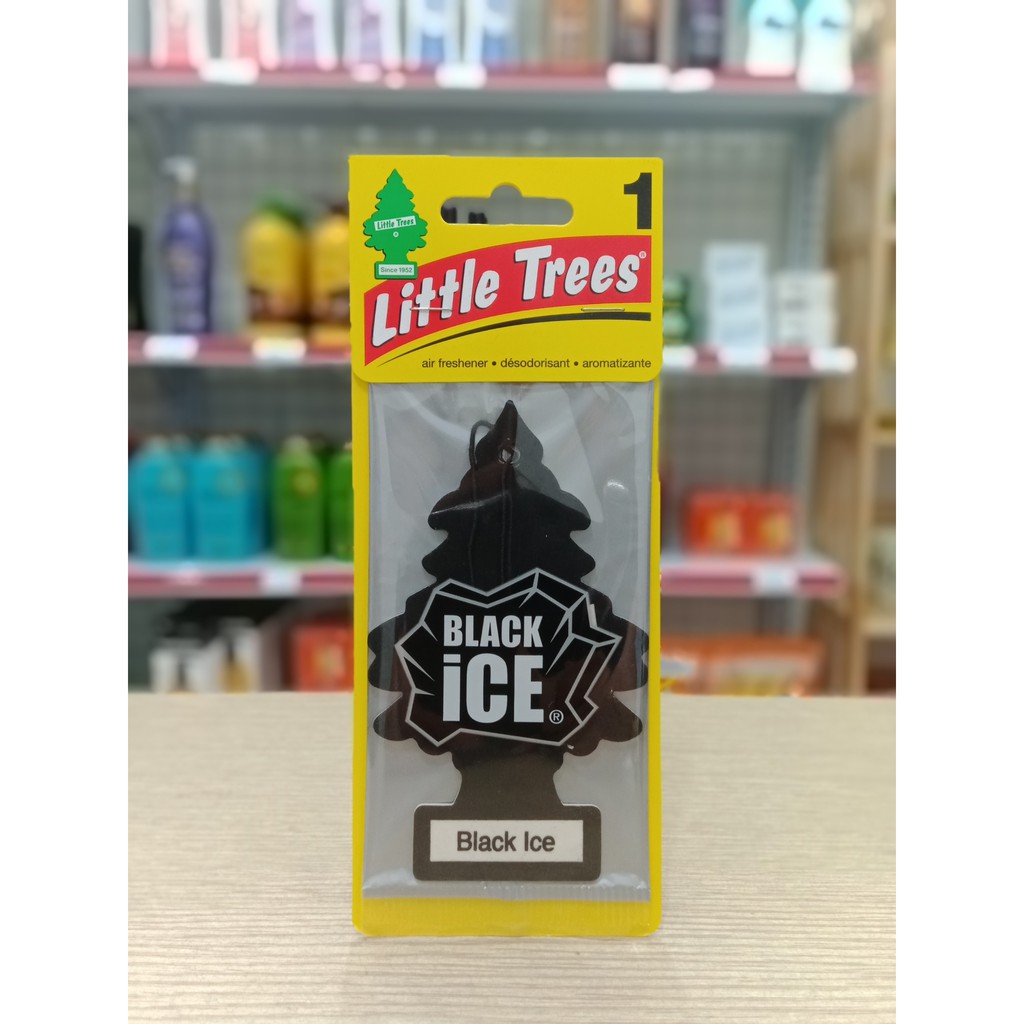 1
Little Trees
Since 1952
Little Trees®
air freshener • désodorisant • aromatizante
BLACK
iCE®
Black Ice